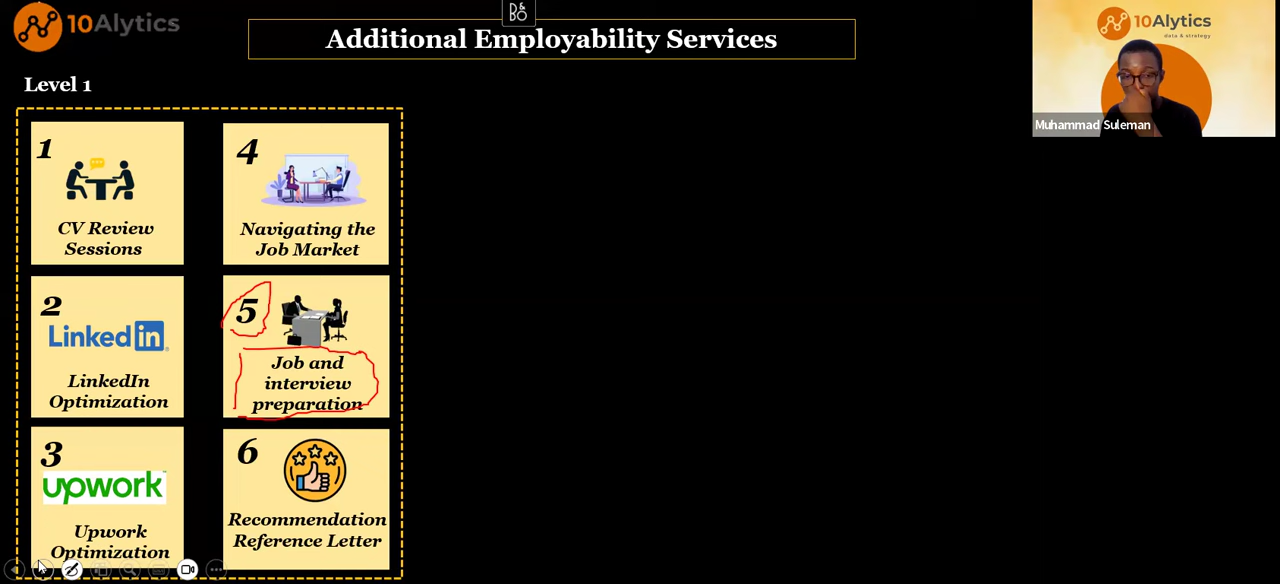 10Alytics
B&O
Additional Employability Services
10Alytics
data & strategy
Muhammad Suleman
Level 1
1
CV Review
Sessions
2
Linkedin
LinkedIn
Optimization
3
upwork
Upwork
Optimization
4
Navigating the
Job Market
5
Job and
interview
preparation
6
Recommendation
Reference Letter